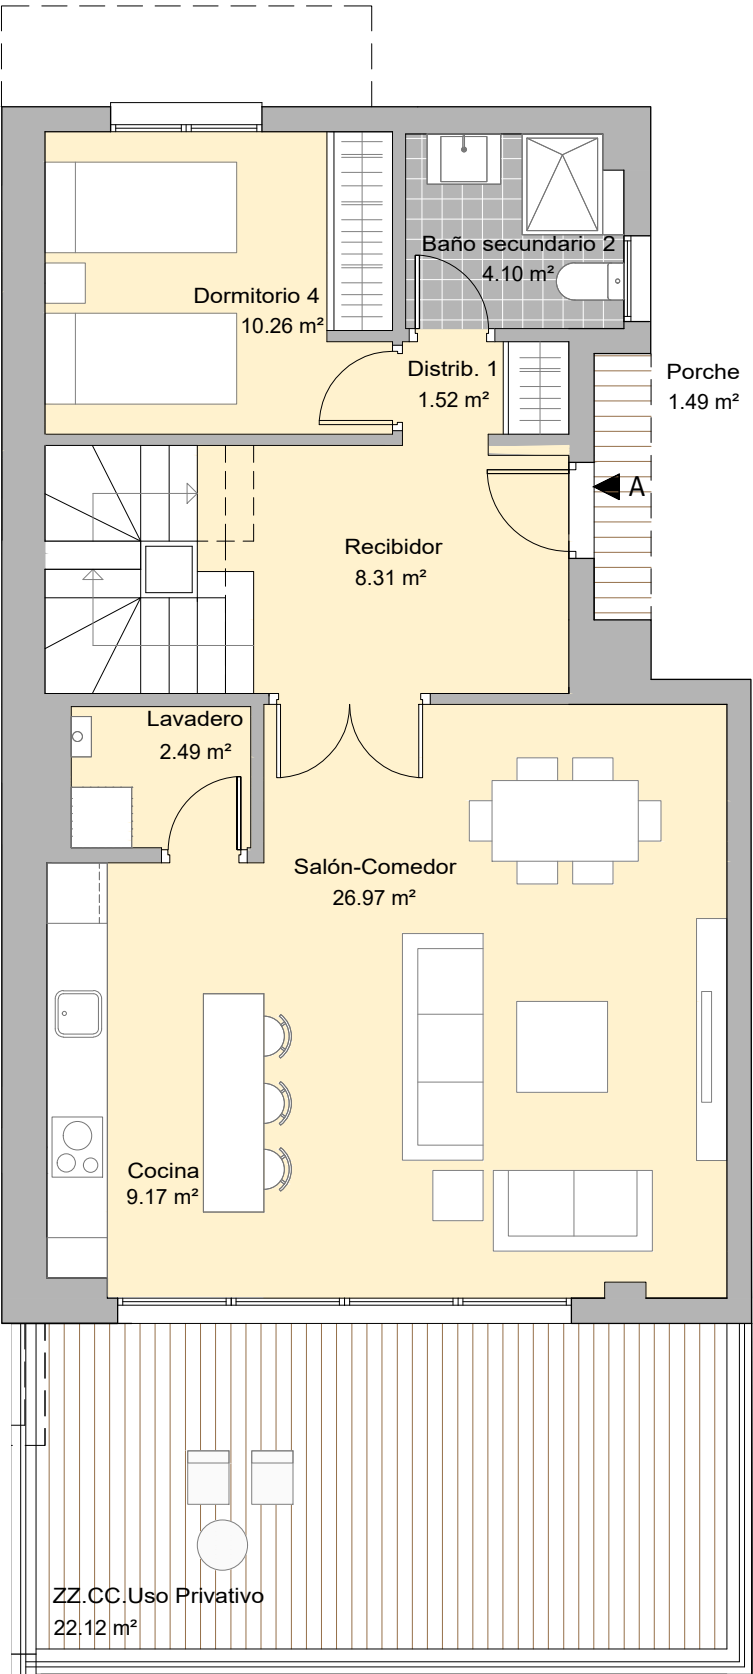 Baño secundario 2
4.10 m²
Dormitorio 4
10.26 m²
Distrib. 1
1.52 m²
Porche
1.49 m²
A
Recibidor
8.31 m²
Lavadero
2.49 m²
Salón-Comedor
26.97 m²
Cocina
9.17 m²
ZZ.CC.Uso Privativo
22.12 m²